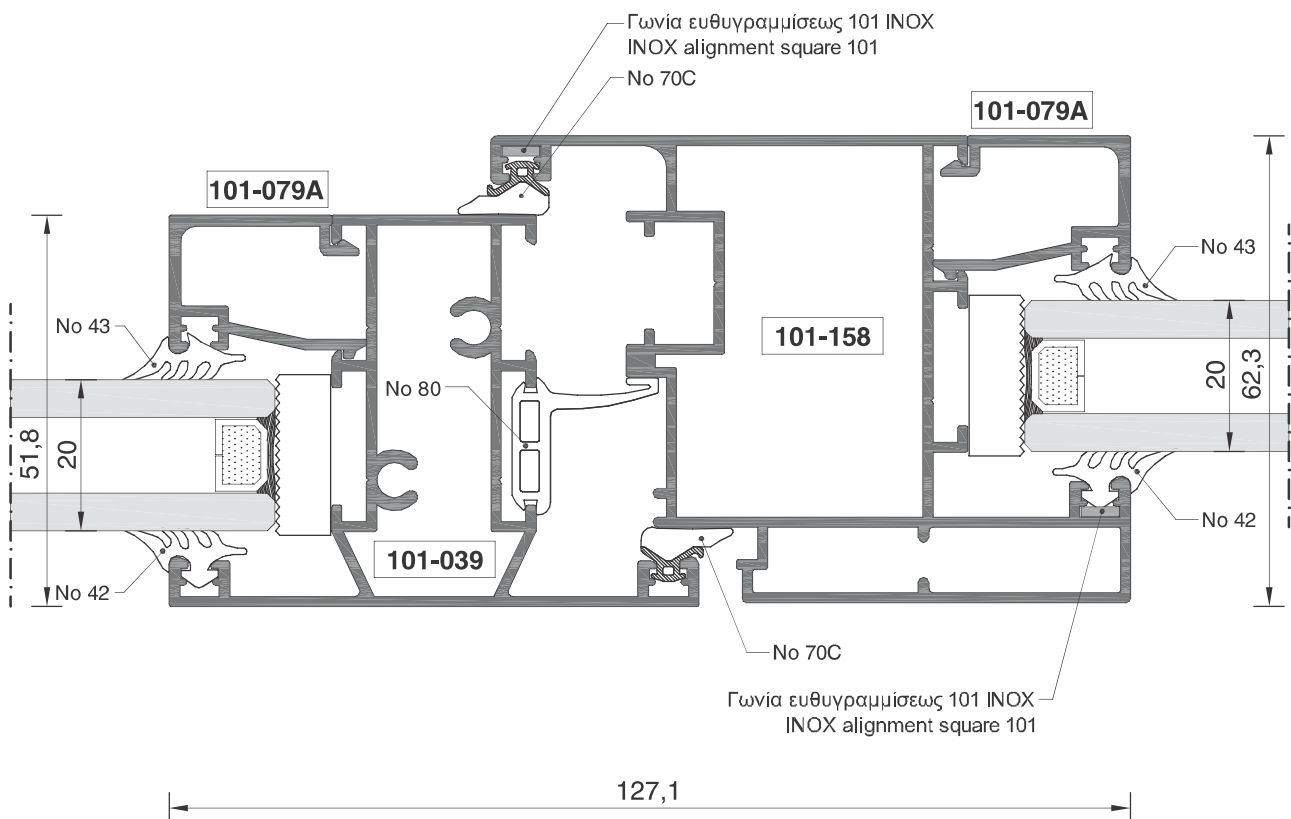 Γωνία ευθυγραμμίσεως 101 INOX
INOX alignment square 101
No 70C
101-079A
101-079A
No 43
No 43
101-158
No 80
20
62,3
51,8
20
No 42
101-039
No 42
No 70C
Γωνία ευθυγραμμίσεως 101 INOX
INOX alignment square 101
127,1